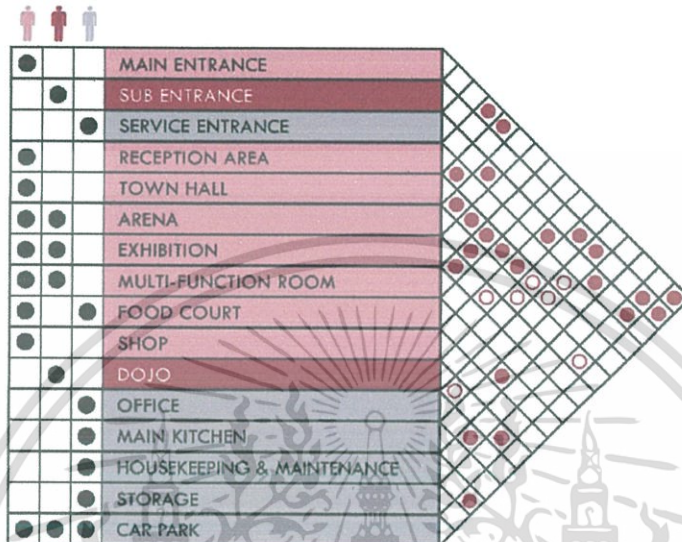 MAIN ENTRANCE
SUB ENTRANCE
SERVICE ENTRANCE
RECEPTION AREA
TOWN HALL
ARENA
EXHIBITION
MULTI-FUNCTION ROOM
FOOD COURT
SHOP
DOJO
OFFICE
MAIN KITCHEN
HOUSEKEEPING & MAINTENANCE
STORAGE
CAR PARK